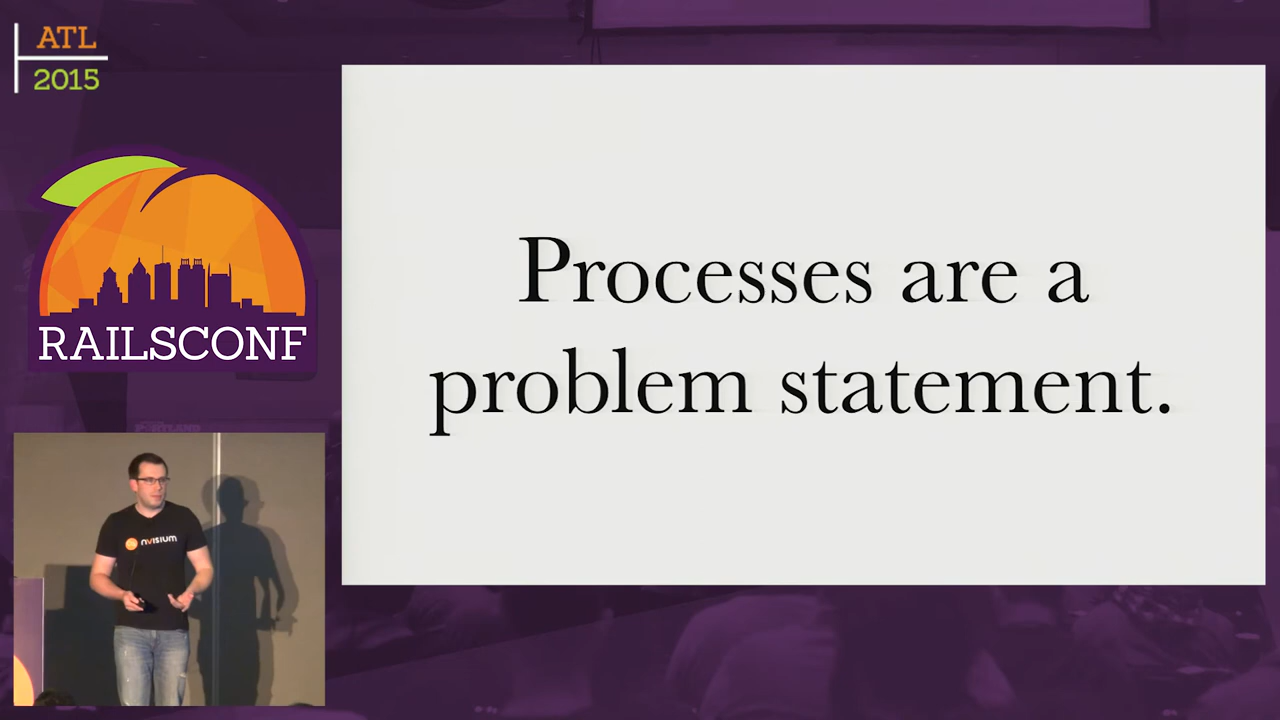 ATL
2015
RAILSCONF
Processes are a
problem statement.
nvisium